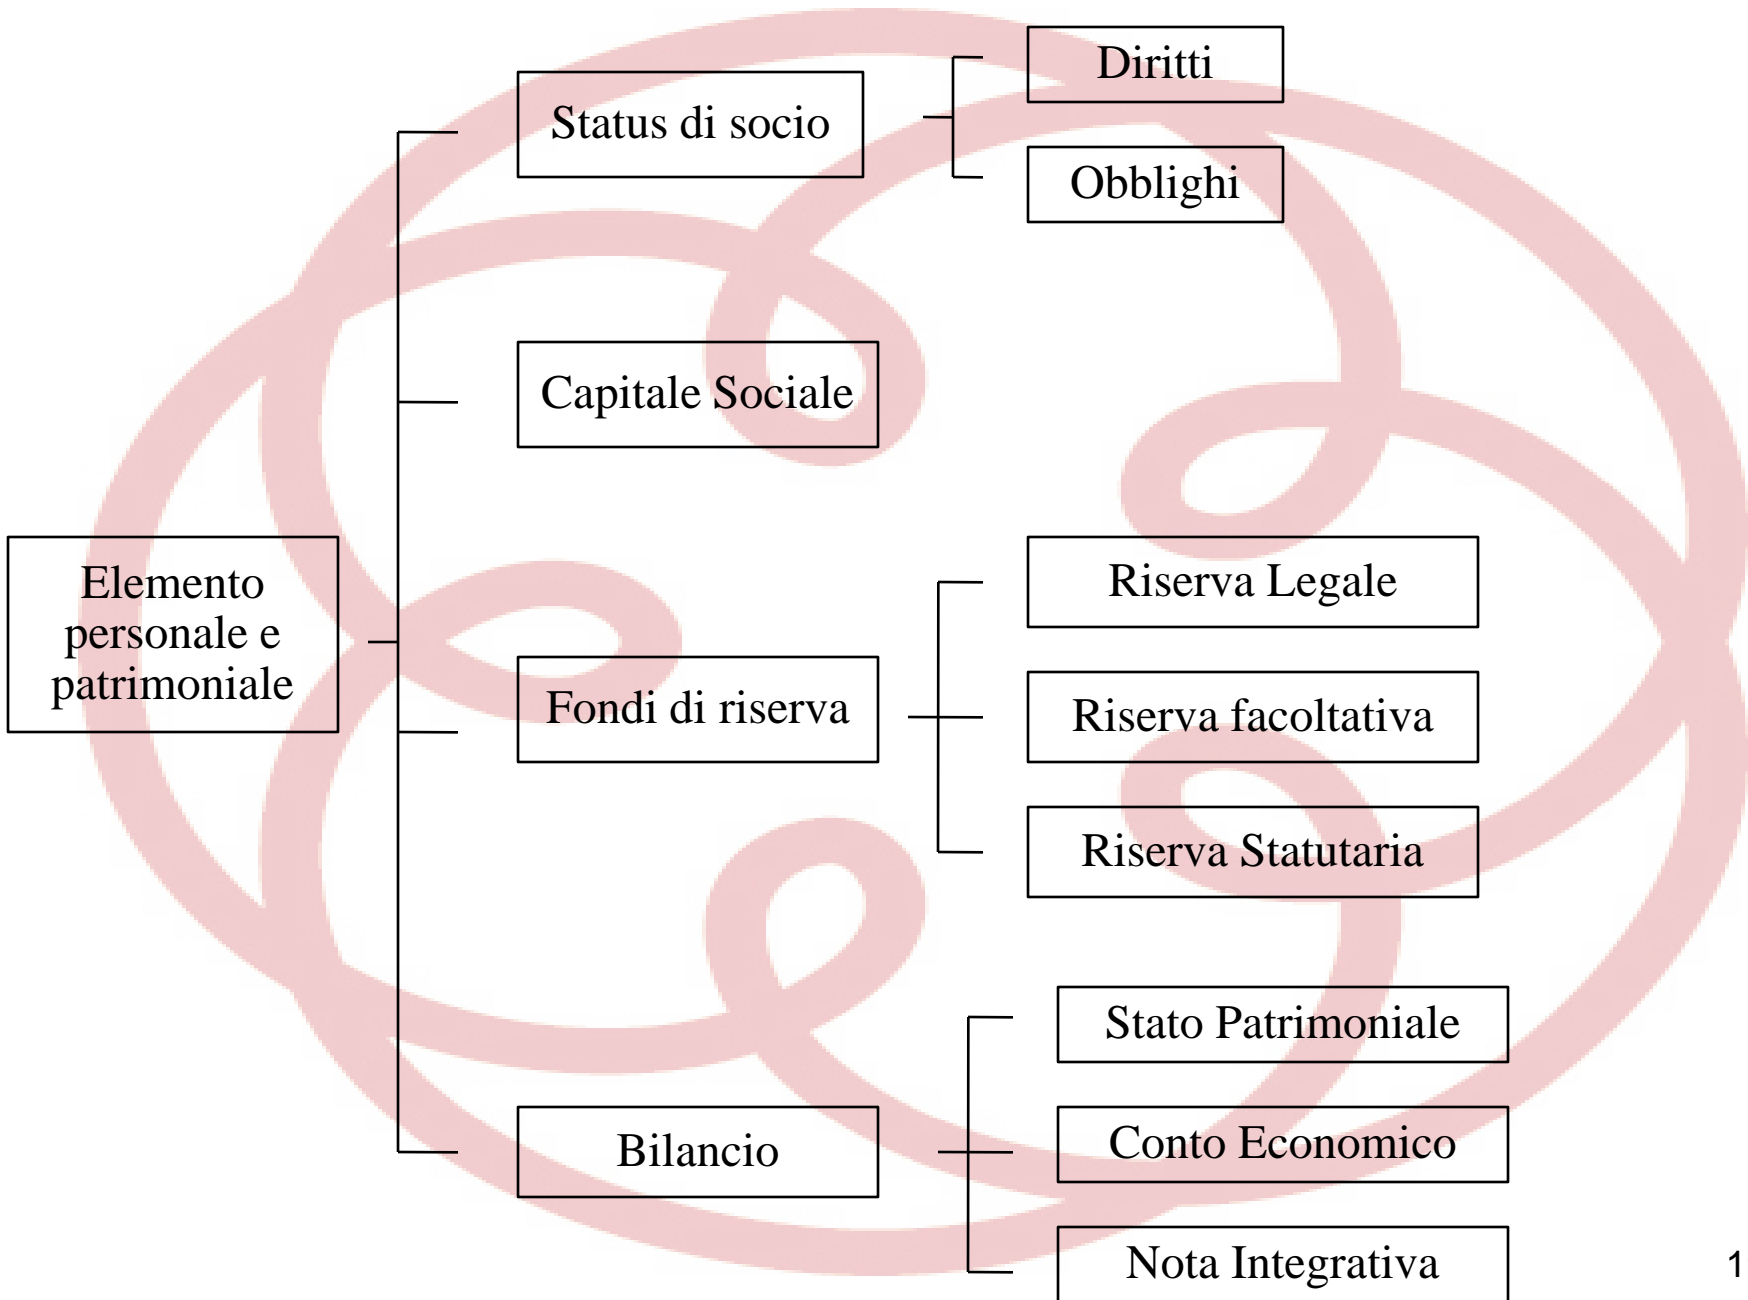 Diritti
Status di socio
Obblighi
Capitale Sociale
Elemento
personale e
patrimoniale
Riserva Legale
Fondi di riserva
Riserva facoltativa
Riserva Statutaria
Stato Patrimoniale
Bilancio
Conto Economico
Nota Integrativa
1